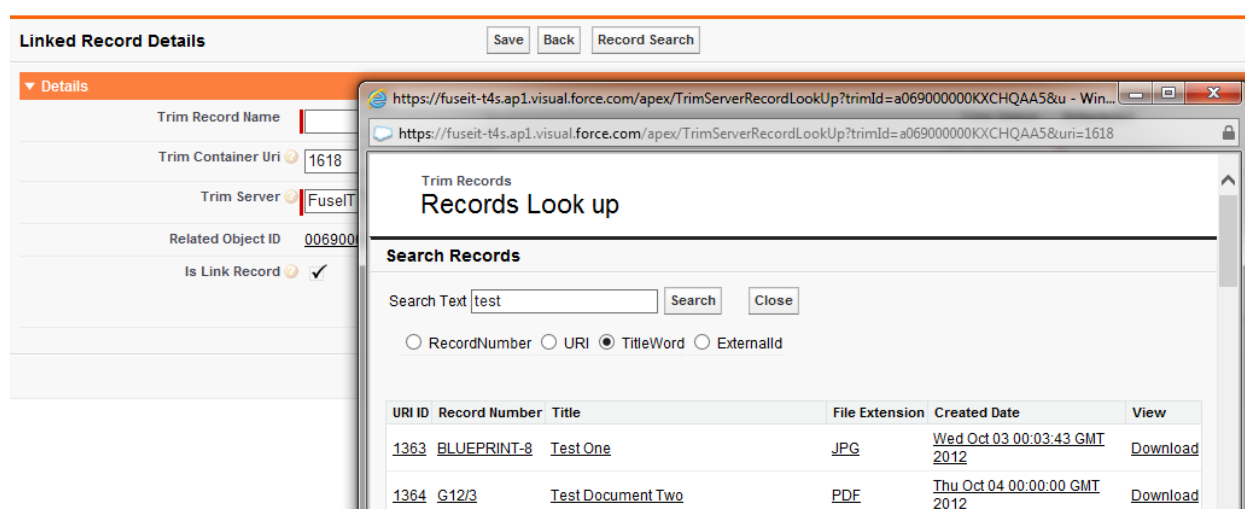 Linked Record Details
Save Back Record Search
Details
Trim Record Name
Trim Container Uri 1618
Trim Server FuseIT
Related Object ID 006900
Is Link Record
https://fuseit-t4s.ap1.visual.force.com/apex/TrimServerRecordLookUp?trimId=a069000000KXCHQAA5&u - Win...
https://fuseit-t4s.ap1.visual.force.com/apex/TrimServerRecordLookUp?trimId=a069000000KXCHQAA5&uri=1618
Trim Records
Records Look up
Search Records
Search Text test Search Close
RecordNumber URI TitleWord ExternalId
URI ID Record Number Title File Extension Created Date View
1363 BLUEPRINT-8 Test One JPG Wed Oct 03 00:03:43 GMT 2012 Download
1364 G12/3 Test Document Two PDF Thu Oct 04 00:00:00 GMT 2012 Download